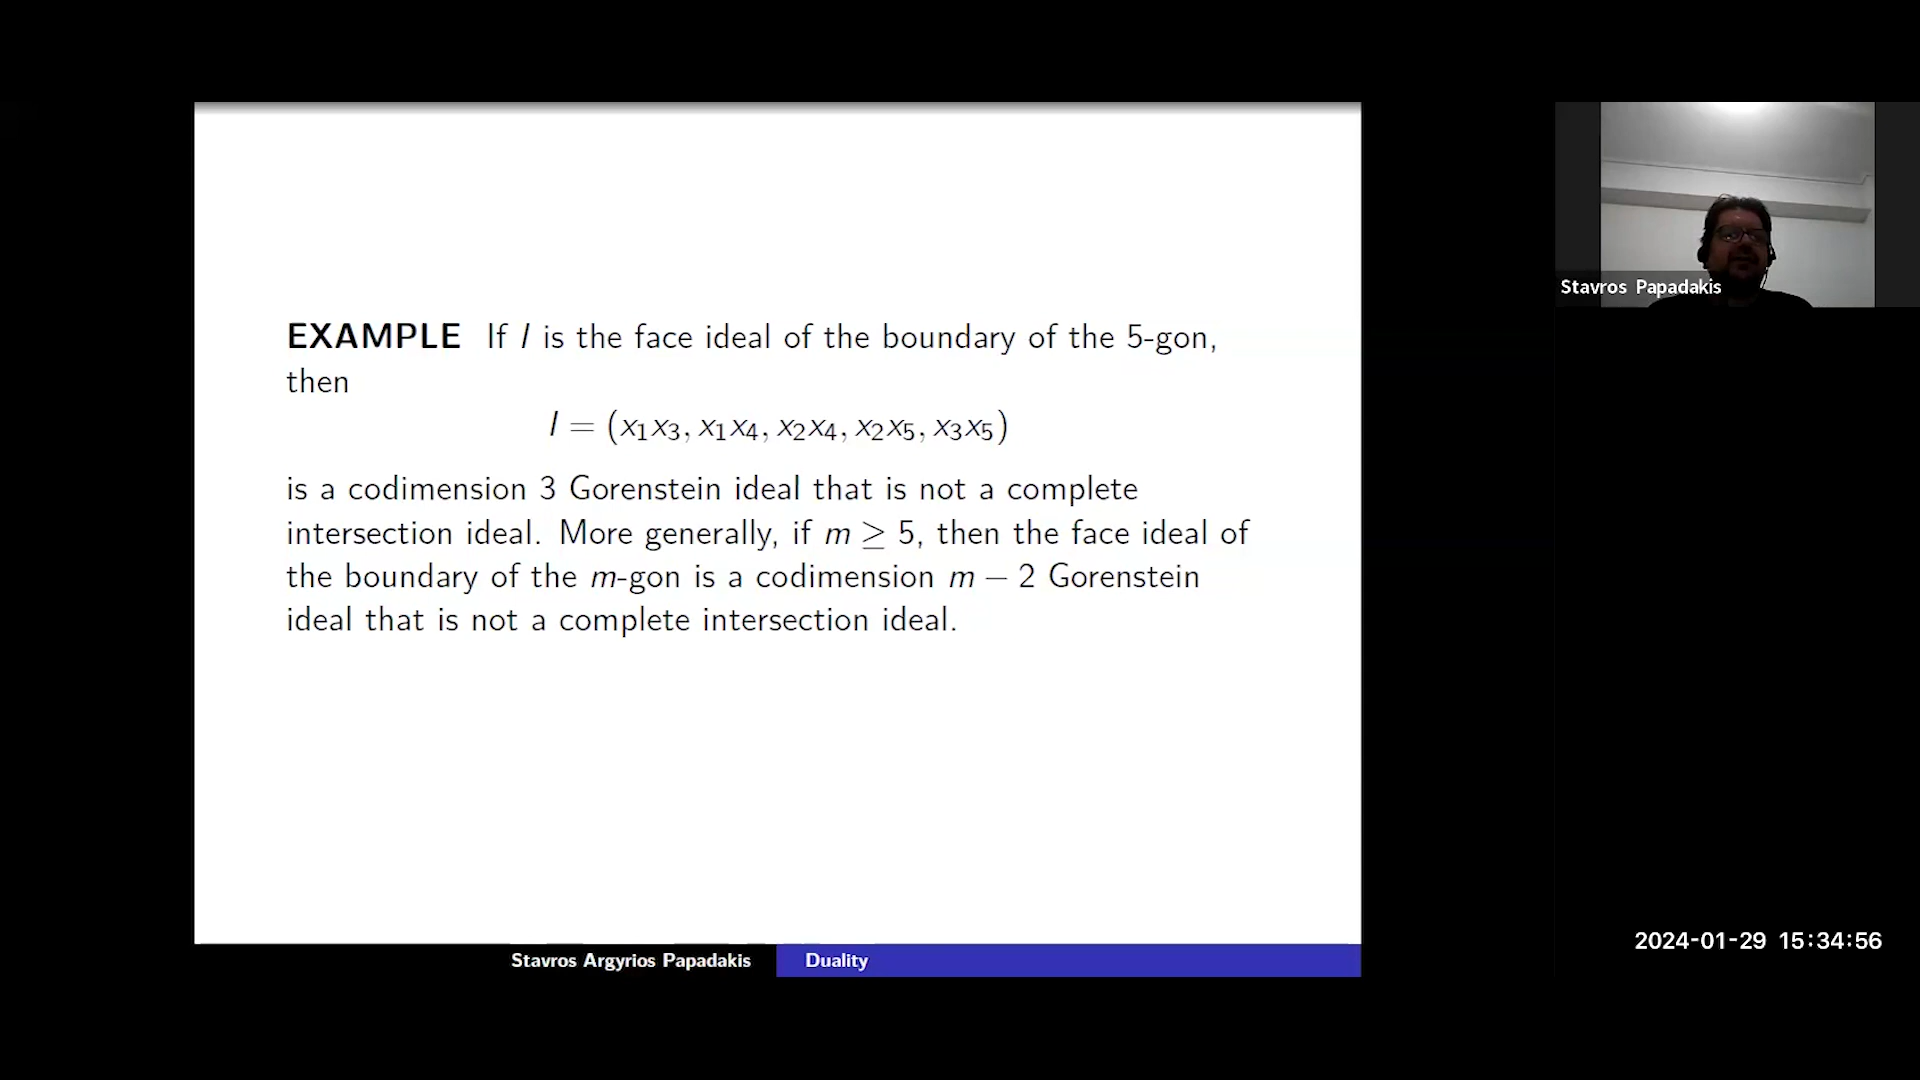 EXAMPLE If I is the face ideal of the boundary of the 5-gon,
then
I = (x₁x₃, x₁x₄, x₂x₄, x₂x₅, x₃x₅)
is a codimension 3 Gorenstein ideal that is not a complete
intersection ideal. More generally, if m ≥ 5, then the face ideal of
the boundary of the m-gon is a codimension m − 2 Gorenstein
ideal that is not a complete intersection ideal.
Stavros Argyrios Papadakis
Duality
Stavros Papadakis
2024-01-29 15:34:56